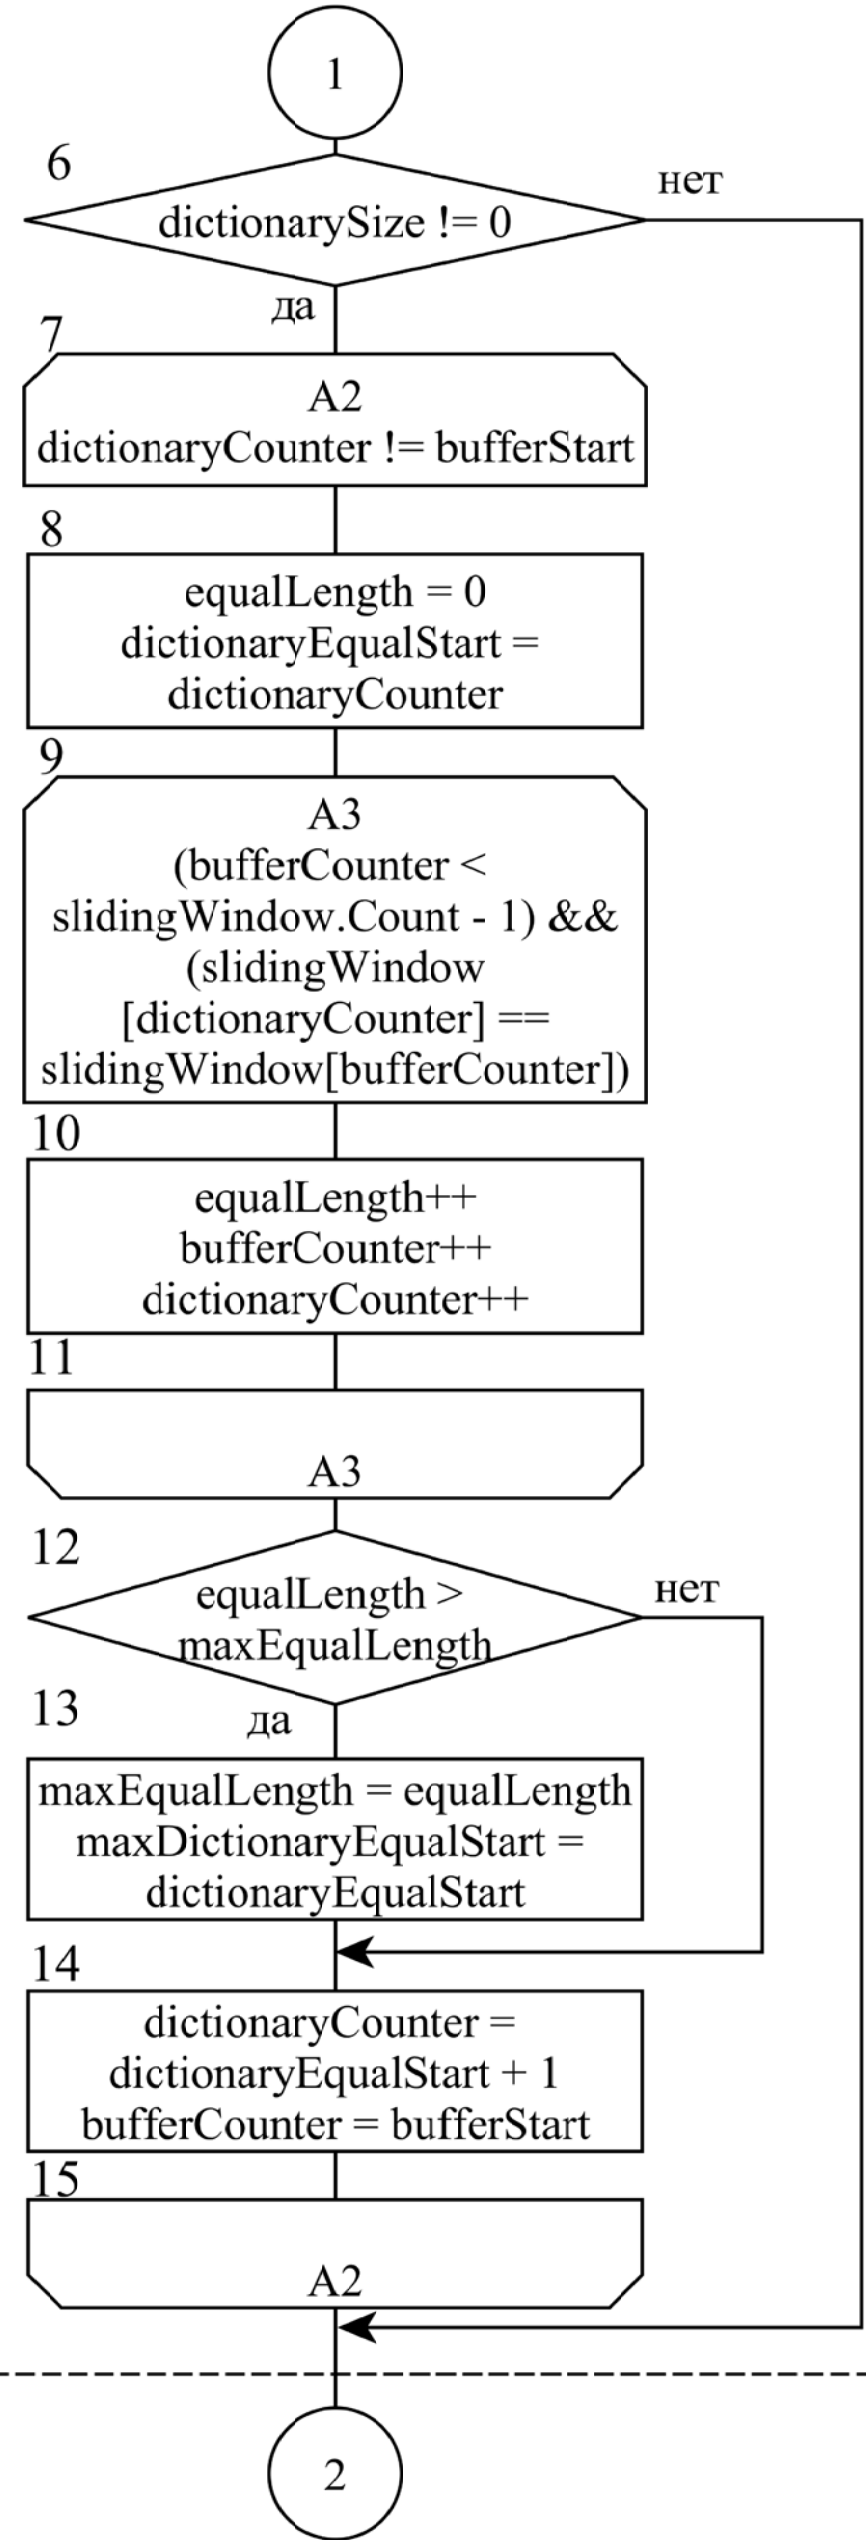 1
6
нет
dictionarySize != 0
да
7
A2
dictionaryCounter != bufferStart
8
equalLength = 0
dictionaryEqualStart =
dictionaryCounter
9
A3
(bufferCounter <
slidingWindow.Count - 1) &&
(slidingWindow
[dictionaryCounter] ==
slidingWindow[bufferCounter])
10
equalLength++
bufferCounter++
dictionaryCounter++
11
A3
12
equalLength >
нет
maxEqualLength
13
да
maxEqualLength = equalLength
maxDictionaryEqualStart =
dictionaryEqualStart
14
dictionaryCounter =
dictionaryEqualStart + 1
bufferCounter = bufferStart
15
A2
2